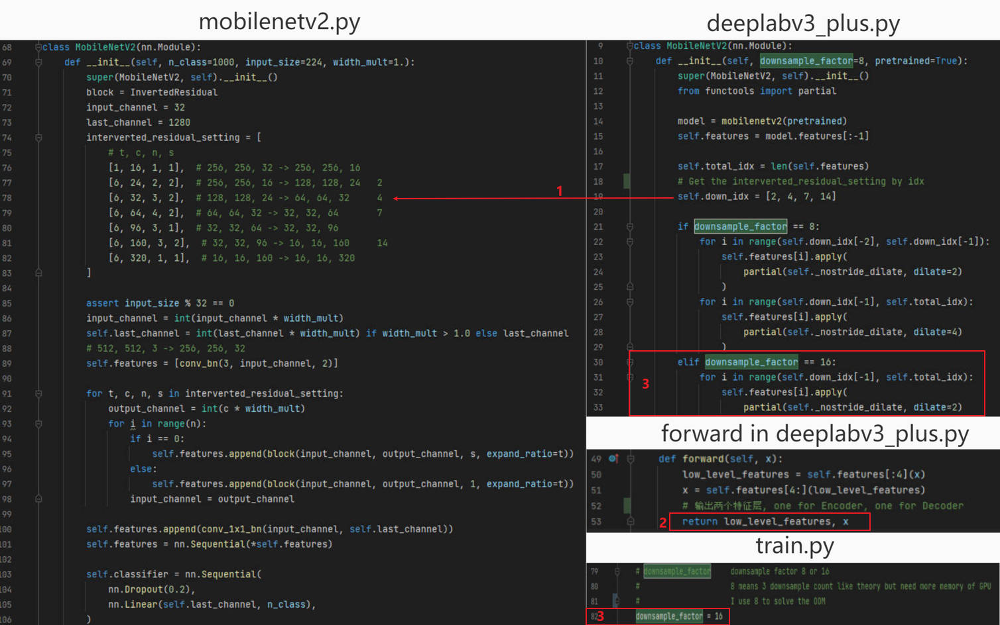 mobilenetv2.py
68 class MobileNetV2(nn.Module):
69 def __init__(self, n_class=1000, input_size=224, width_mult=1.):
70 super(MobileNetV2, self).__init__()
71 block = InvertedResidual
72 input_channel = 32
73 last_channel = 1280
74 interverted_residual_setting = [
75 # t, c, n, s
76 [1, 16, 1, 1], # 256, 256, 32 -> 256, 256, 16
77 [6, 24, 2, 2], # 256, 256, 16 -> 128, 128, 24 2
78 [6, 32, 3, 2], # 128, 128, 24 -> 64, 64, 32 4
79 [6, 64, 4, 2], # 64, 64, 32 -> 32, 32, 64 7
80 [6, 96, 3, 1], # 32, 32, 64 -> 32, 32, 96
81 [6, 160, 3, 2], # 32, 32, 96 -> 16, 16, 160 14
82 [6, 320, 1, 1], # 16, 16, 160 -> 16, 16, 320
83 ]
84
85 assert input_size % 32 == 0
86 input_channel = int(input_channel * width_mult)
87 self.last_channel = int(last_channel * width_mult) if width_mult > 1.0 else last_channel
88 # 512, 512, 3 -> 256, 256, 32
89 self.features = [conv_bn(3, input_channel, 2)]
90
91 for t, c, n, s in interverted_residual_setting:
92 output_channel = int(c * width_mult)
93 for i in range(n):
94 if i == 0:
95 self.features.append(block(input_channel, output_channel, s, expand_ratio=t))
96 else:
97 self.features.append(block(input_channel, output_channel, 1, expand_ratio=t))
98 input_channel = output_channel
99
100 self.features.append(conv_1x1_bn(input_channel, self.last_channel))
101 self.features = nn.Sequential(*self.features)
102
103 self.classifier = nn.Sequential(
104 nn.Dropout(0.2),
105 nn.Linear(self.last_channel, n_class),
106 )
1
deeplabv3_plus.py
9 class MobileNetV2(nn.Module):
10 def __init__(self, downsample_factor=8, pretrained=True):
11 super(MobileNetV2, self).__init__()
12 from functools import partial
13
14 model = mobilenetv2(pretrained)
15 self.features = model.features[:-1]
16
17 self.total_idx = len(self.features)
18 # Get the interverted_residual_setting by idx
19 self.down_idx = [2, 4, 7, 14]
20
21 if downsample_factor == 8:
22 for i in range(self.down_idx[-2], self.down_idx[-1]):
23 self.features[i].apply(
24 partial(self._nostride_dilate, dilate=2)
25 )
26 for i in range(self.down_idx[-1], self.total_idx):
27 self.features[i].apply(
28 partial(self._nostride_dilate, dilate=4)
29 )
30 elif downsample_factor == 16:
31 for i in range(self.down_idx[-1], self.total_idx):
3
32 self.features[i].apply(
33 partial(self._nostride_dilate, dilate=2)
forward in deeplabv3_plus.py
49 def forward(self, x):
50 low_level_features = self.features[:4](x)
51 x = self.features[4:](low_level_features)
52 # 输出两个特征层, one for Encoder, one for Decoder
53 2 return low_level_features, x
train.py
79 # downsample_factor downsample factor 8 or 16
80 # 8 means 3 downsample count like theory but need more memory of GPU
81 # I use 8 to solve the OOM
82 3 downsample_factor = 16